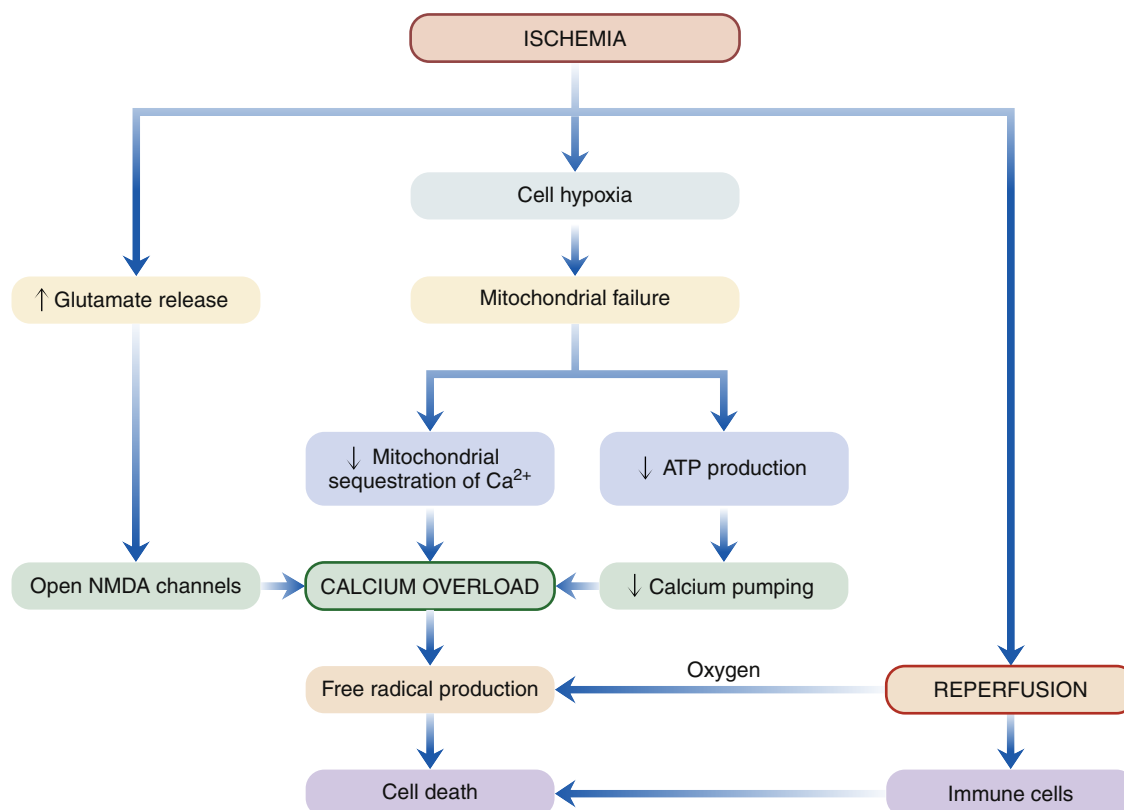 ISCHEMIA
Cell hypoxia
↑ Glutamate release
Mitochondrial failure
↓ Mitochondrial
sequestration of Ca²⁺
↓ ATP production
Open NMDA channels
CALCIUM OVERLOAD
↓ Calcium pumping
Free radical production
Oxygen
REPERFUSION
Cell death
Immune cells